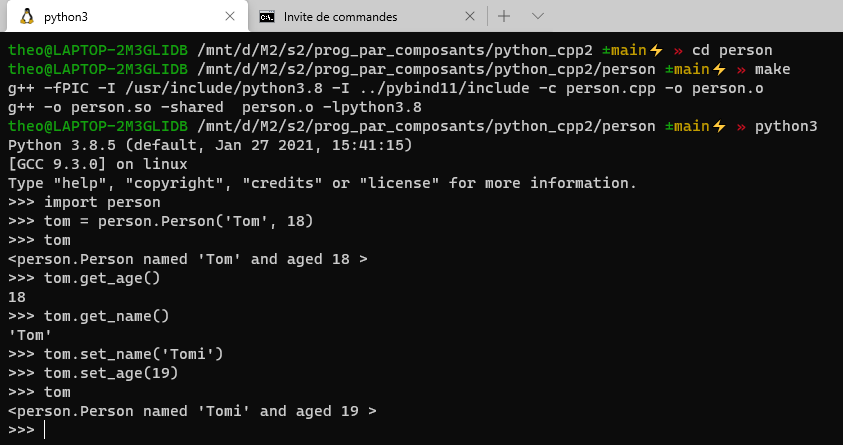 python3
Invite de commandes
theo@LAPTOP-2M3GLIDB /mnt/d/M2/s2/prog_par_composants/python_cpp2 ±main⚡ » cd person
theo@LAPTOP-2M3GLIDB /mnt/d/M2/s2/prog_par_composants/python_cpp2/person ±main⚡ » make
g++ -fPIC -I /usr/include/python3.8 -I ../pybind11/include -c person.cpp -o person.o
g++ -o person.so -shared  person.o -lpython3.8
theo@LAPTOP-2M3GLIDB /mnt/d/M2/s2/prog_par_composants/python_cpp2/person ±main⚡ » python3
Python 3.8.5 (default, Jan 27 2021, 15:41:15)
[GCC 9.3.0] on linux
Type "help", "copyright", "credits" or "license" for more information.
>>> import person
>>> tom = person.Person('Tom', 18)
>>> tom
<person.Person named 'Tom' and aged 18 >
>>> tom.get_age()
18
>>> tom.get_name()
'Tom'
>>> tom.set_name('Tomi')
>>> tom.set_age(19)
>>> tom
<person.Person named 'Tomi' and aged 19 >
>>>